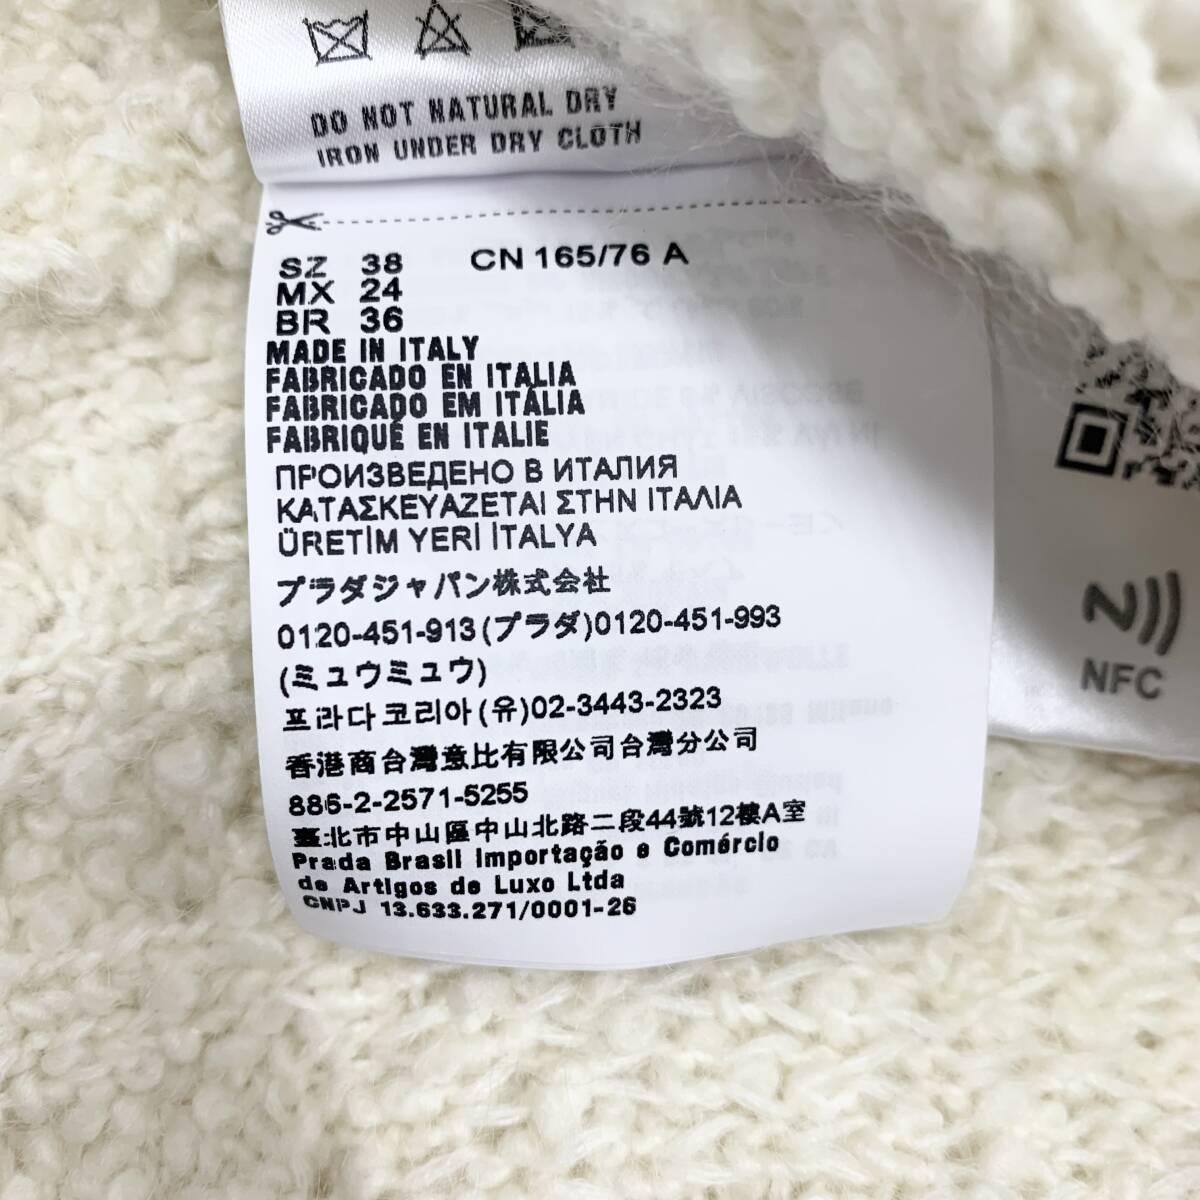 DO NOT NATURAL DRY
IRON UNDER DRY CLOTH
SZ 38 CN 165/76 A
MX 24
BR 36
MADE IN ITALY
FABRICADO EN ITALIA
FABRICADO EM ITÁLIA
FABRIQUÉ EN ITALIE
ПРОИЗВЕДЕНО В ИТАЛИЯ
ΚΑΤΑΣΚΕΥΑΖΕΤΑΙ ΣΤΗΝ ΙΤΑΛΙΑ
ÜRETİM YERİ İTALYA
プラダジャパン株式会社
0120-451-913(プラダ)0120-451-993
(ミュウミュウ)
프라다코리아(유)02-3443-2323
香港商台灣意比有限公司台灣分公司
886-2-2571-5255
臺北市中山區中山北路二段44號12樓A室
Prada Brasil Importação e Comércio
de Artigos de Luxo Ltda
CNPJ 13.633.271/0001-26
NFC